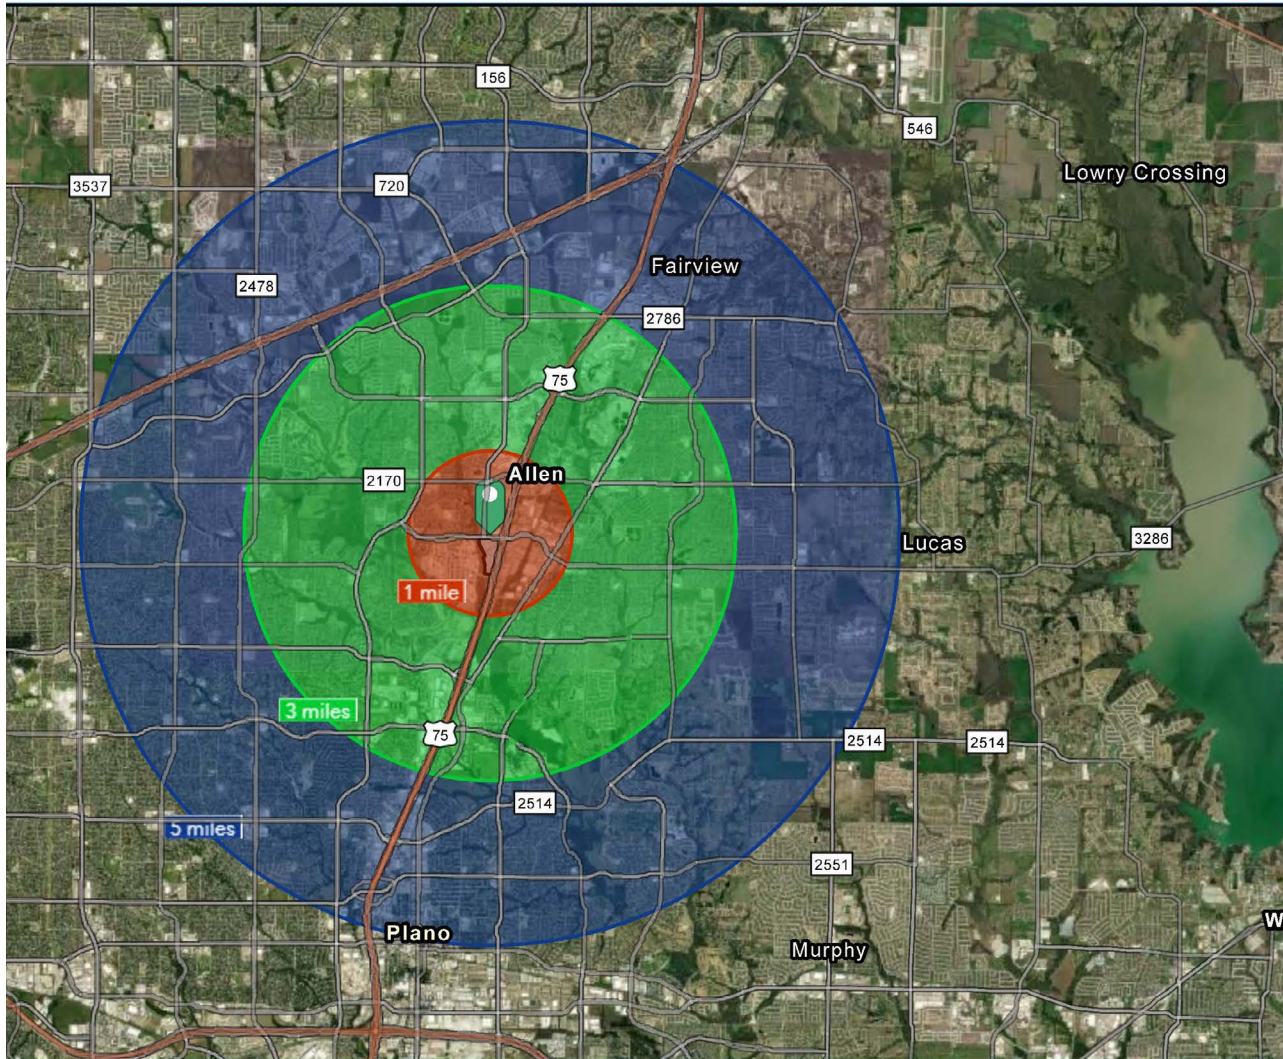 156
546
Lowry Crossing
3537
720
Fairview
2478
2786
75
Allen
2170
3286
Lucas
1 mile
3 miles
75
2514
2514
2514
5 miles
2551
Plano
W
Murphy